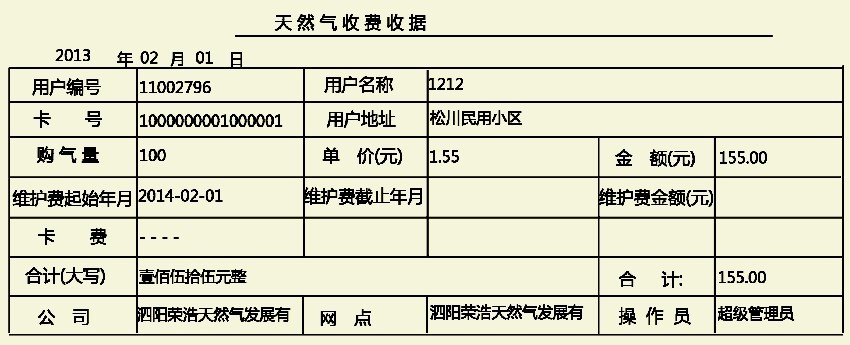 天然气收费收据
2013 年 02 月 01 日
用户编号 11002796 用户名称 1212
卡 号 1000000001000001 用户地址 松川民用小区
购气量 100 单 价(元) 1.55 金 额(元) 155.00
维护费起始年月 2014-02-01 维护费截止年月 维护费金额(元)
卡 费 ----
合计(大写) 壹佰伍拾伍元整 合 计: 155.00
公 司 泗阳荣浩天然气发展有 网 点 泗阳荣浩天然气发展有 操 作 员 超级管理员